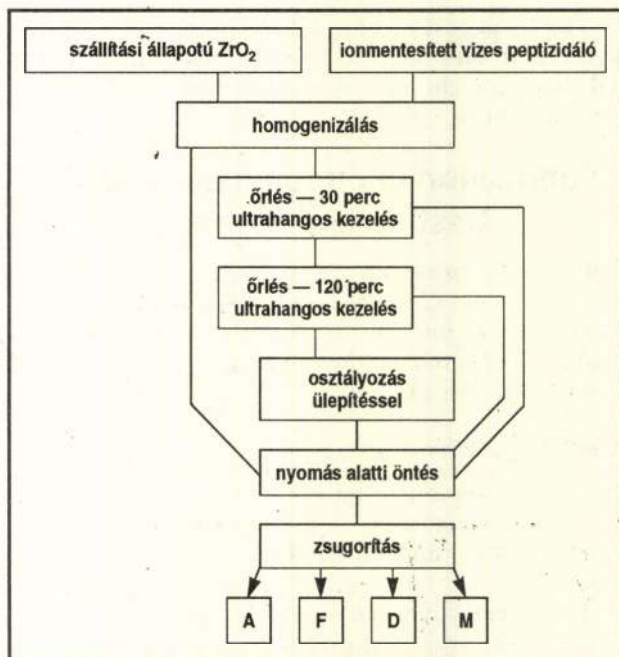 szállítási állapotú ZrO₂
ionmentesített vizes peptizidáló
homogenizálás
őrlés — 30 perc
ultrahangos kezelés
őrlés — 120 perc
ultrahangos kezelés
osztályozás
ülepítéssel
nyomás alatti öntés
zsugorítás
A
F
D
M